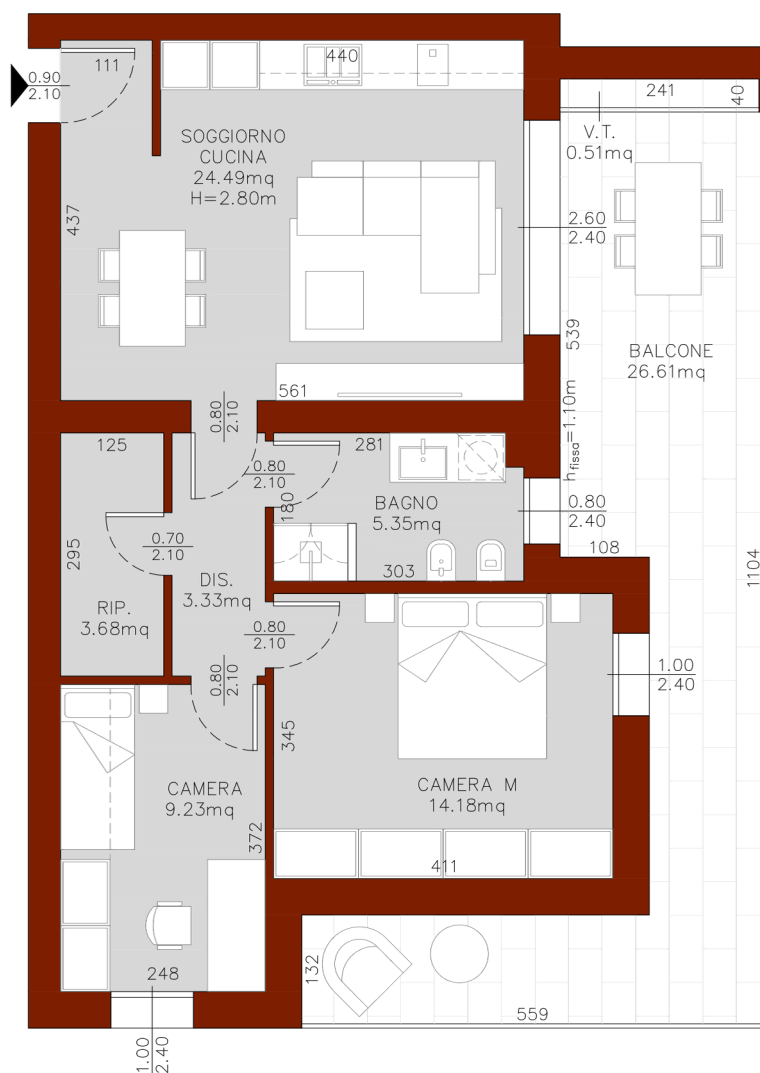 0.90
2.10
111
440
241
40
V.T.
0.51mq
SOGGIORNO
CUCINA
24.49mq
H=2.80m
437
2.60
2.40
539
BALCONE
26.61mq
561
0.80
2.10
hfissa=1.10m
125
281
0.80
2.10
180
BAGNO
5.35mq
0.80
2.40
108
295
0.70
2.10
303
1104
DIS.
3.33mq
RIP.
3.68mq
0.80
2.10
0.80
2.10
1.00
2.40
345
CAMERA
9.23mq
CAMERA M
14.18mq
372
411
248
132
559
1.00
2.40